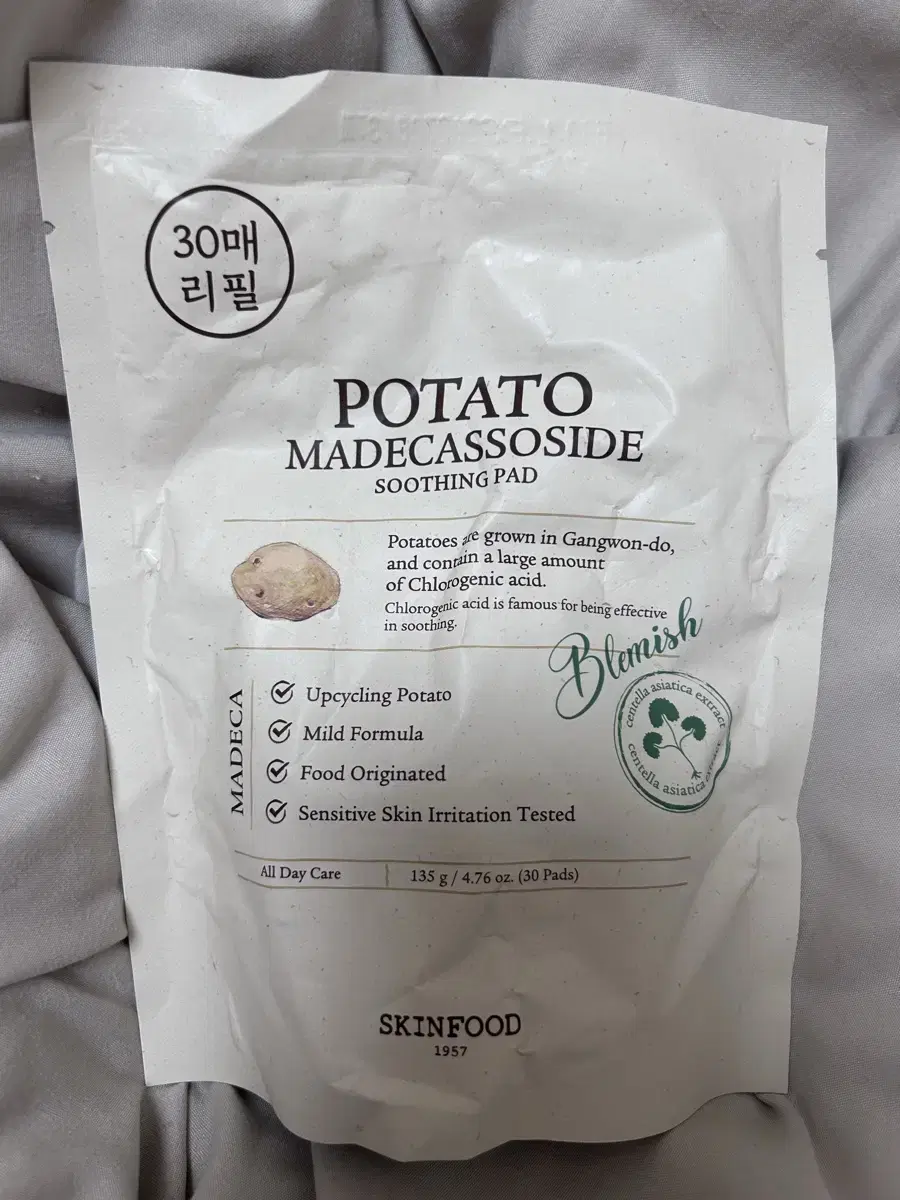 30매
리필
POTATO
MADECASSOSIDE
SOOTHING PAD
Potatoes are grown in Gangwon-do,
and contain a large amount
of Chlorogenic acid.
Chlorogenic acid is famous for being effective
in soothing.
Blemish
centella asiatica extract
centella asiatica
MADECA
Upcycling Potato
Mild Formula
Food Originated
Sensitive Skin Irritation Tested
All Day Care
135 g / 4.76 oz. (30 Pads)
SKINFOOD
1957